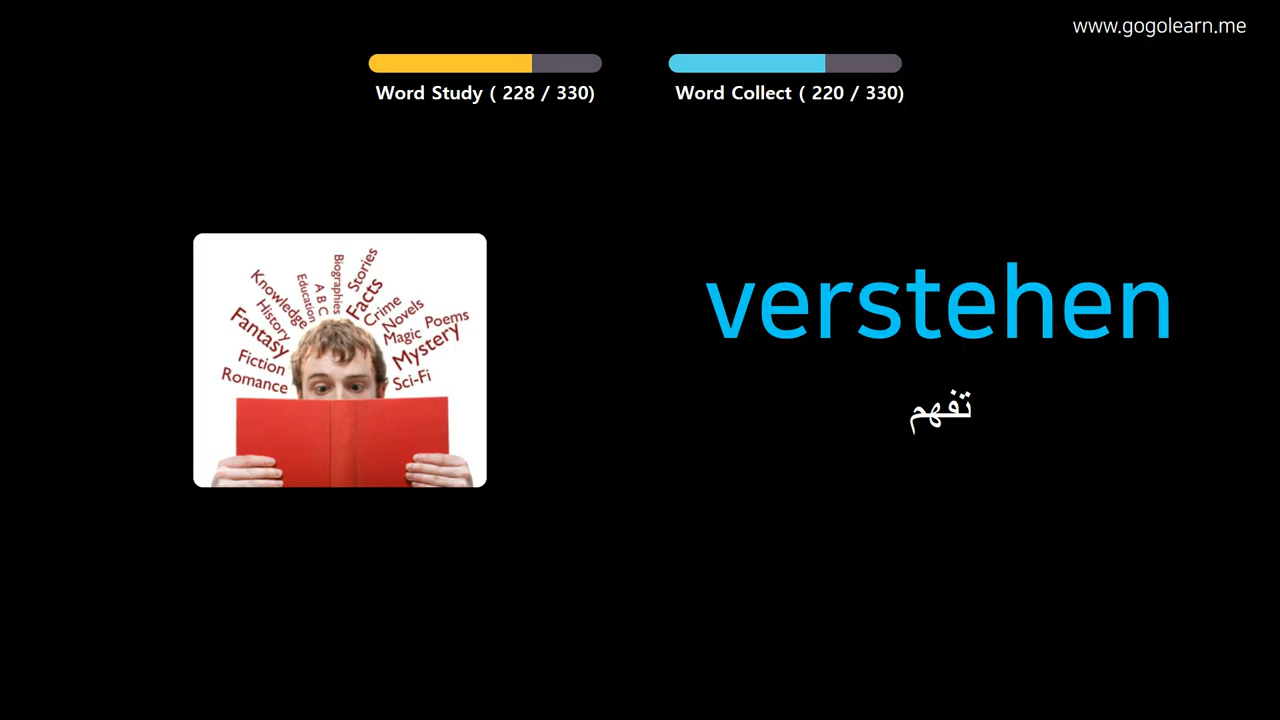 www.gogolearn.me
Word Study ( 228 / 330)
Word Collect ( 220 / 330)
Knowledge
History
Fantasy
Fiction
Romance
Education
A B C
Biographies
Stories
Facts
Crime
Novels
Magic
Poems
Mystery
Sci-Fi
verstehen
تفهم